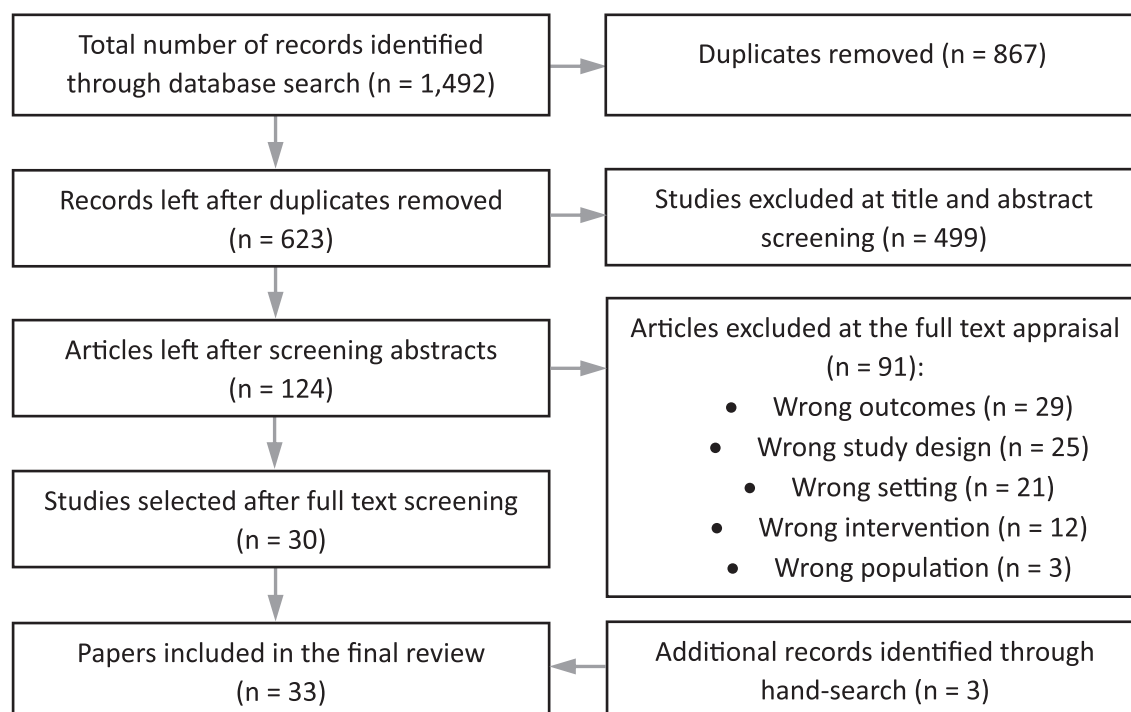 Total number of records identified
through database search (n = 1,492)
Duplicates removed (n = 867)
Records left after duplicates removed
(n = 623)
Studies excluded at title and abstract
screening (n = 499)
Articles left after screening abstracts
(n = 124)
Articles excluded at the full text appraisal
(n = 91):
• Wrong outcomes (n = 29)
• Wrong study design (n = 25)
• Wrong setting (n = 21)
• Wrong intervention (n = 12)
• Wrong population (n = 3)
Studies selected after full text screening
(n = 30)
Papers included in the final review
(n = 33)
Additional records identified through
hand-search (n = 3)